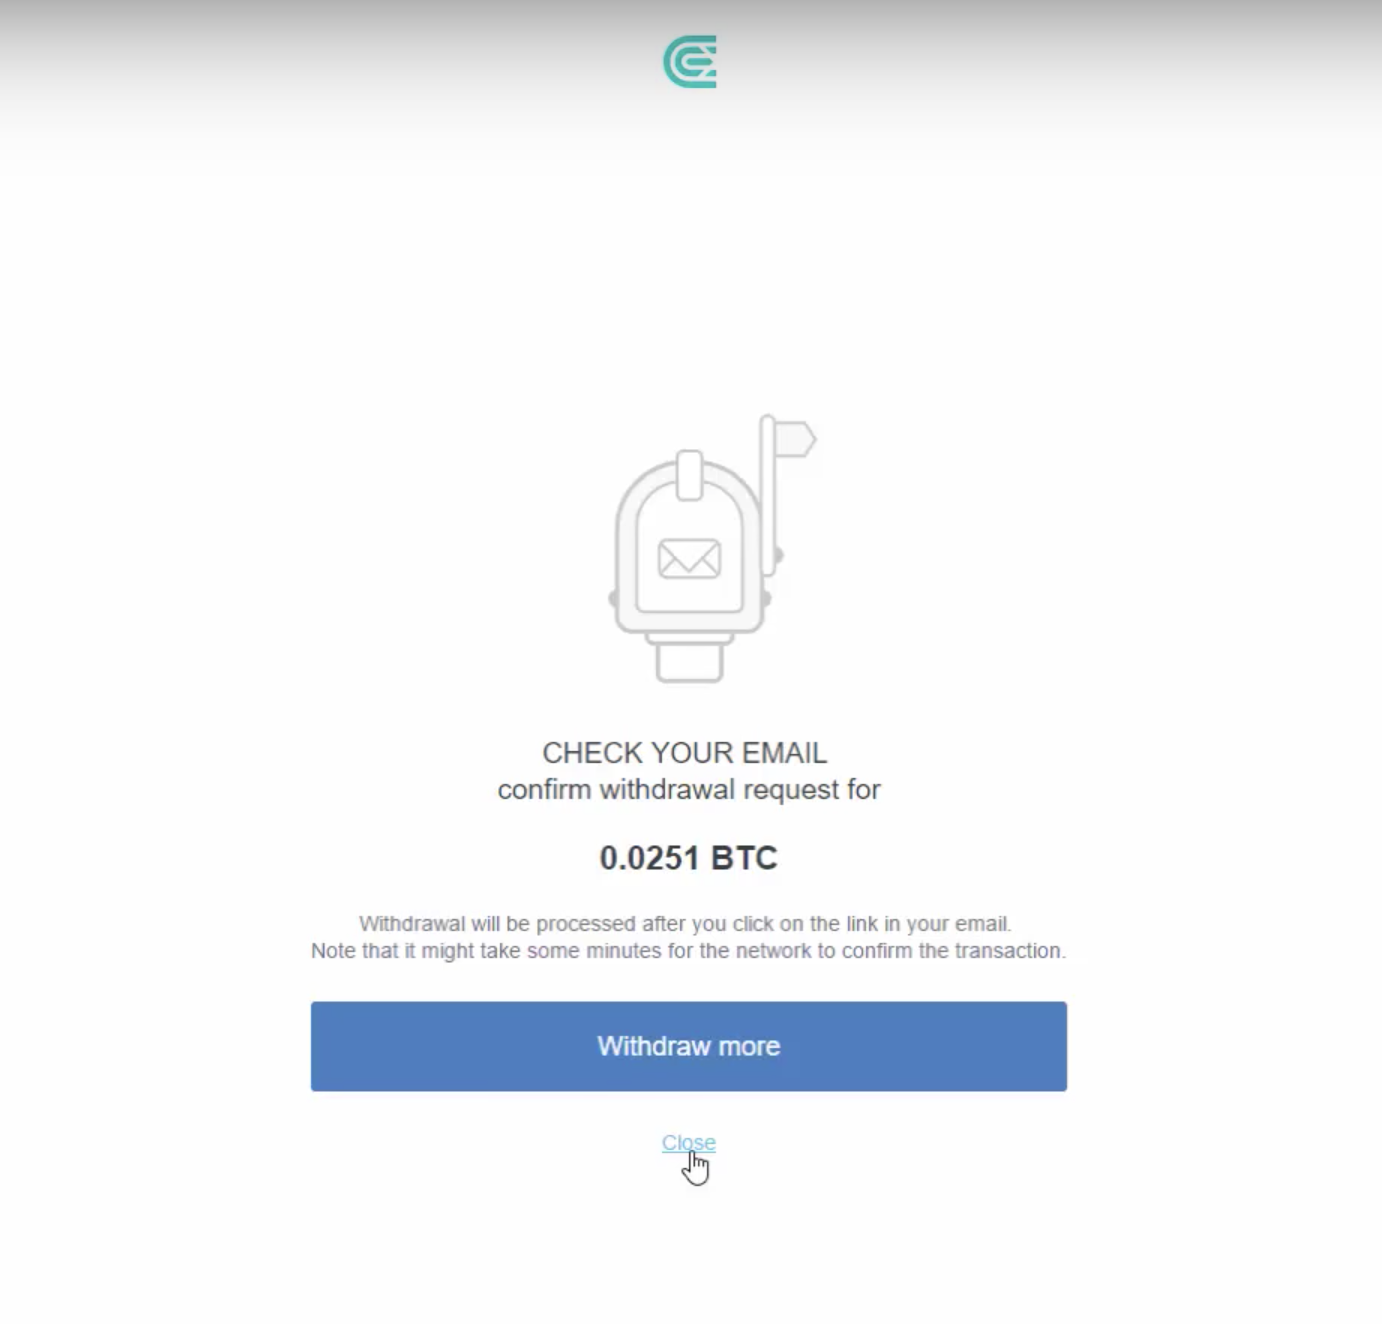 CHECK YOUR EMAIL
confirm withdrawal request for
0.0251 BTC
Withdrawal will be processed after you click on the link in your email.
Note that it might take some minutes for the network to confirm the transaction.
Withdraw more
Close